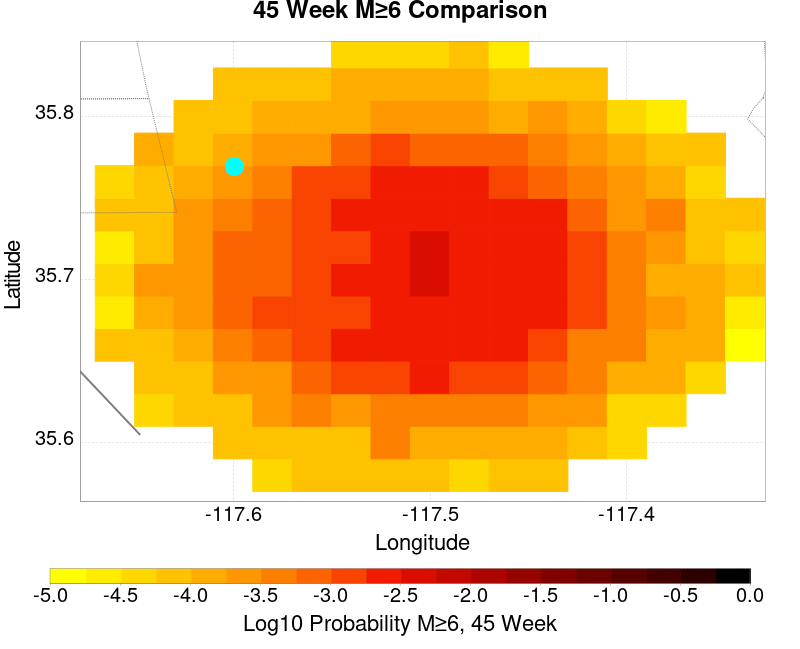 45 Week M≥6 Comparison
35.8
35.7
35.6
Latitude
-117.6 -117.5 -117.4
Longitude
-5.0 -4.5 -4.0 -3.5 -3.0 -2.5 -2.0 -1.5 -1.0 -0.5 0.0
Log10 Probability M≥6, 45 Week